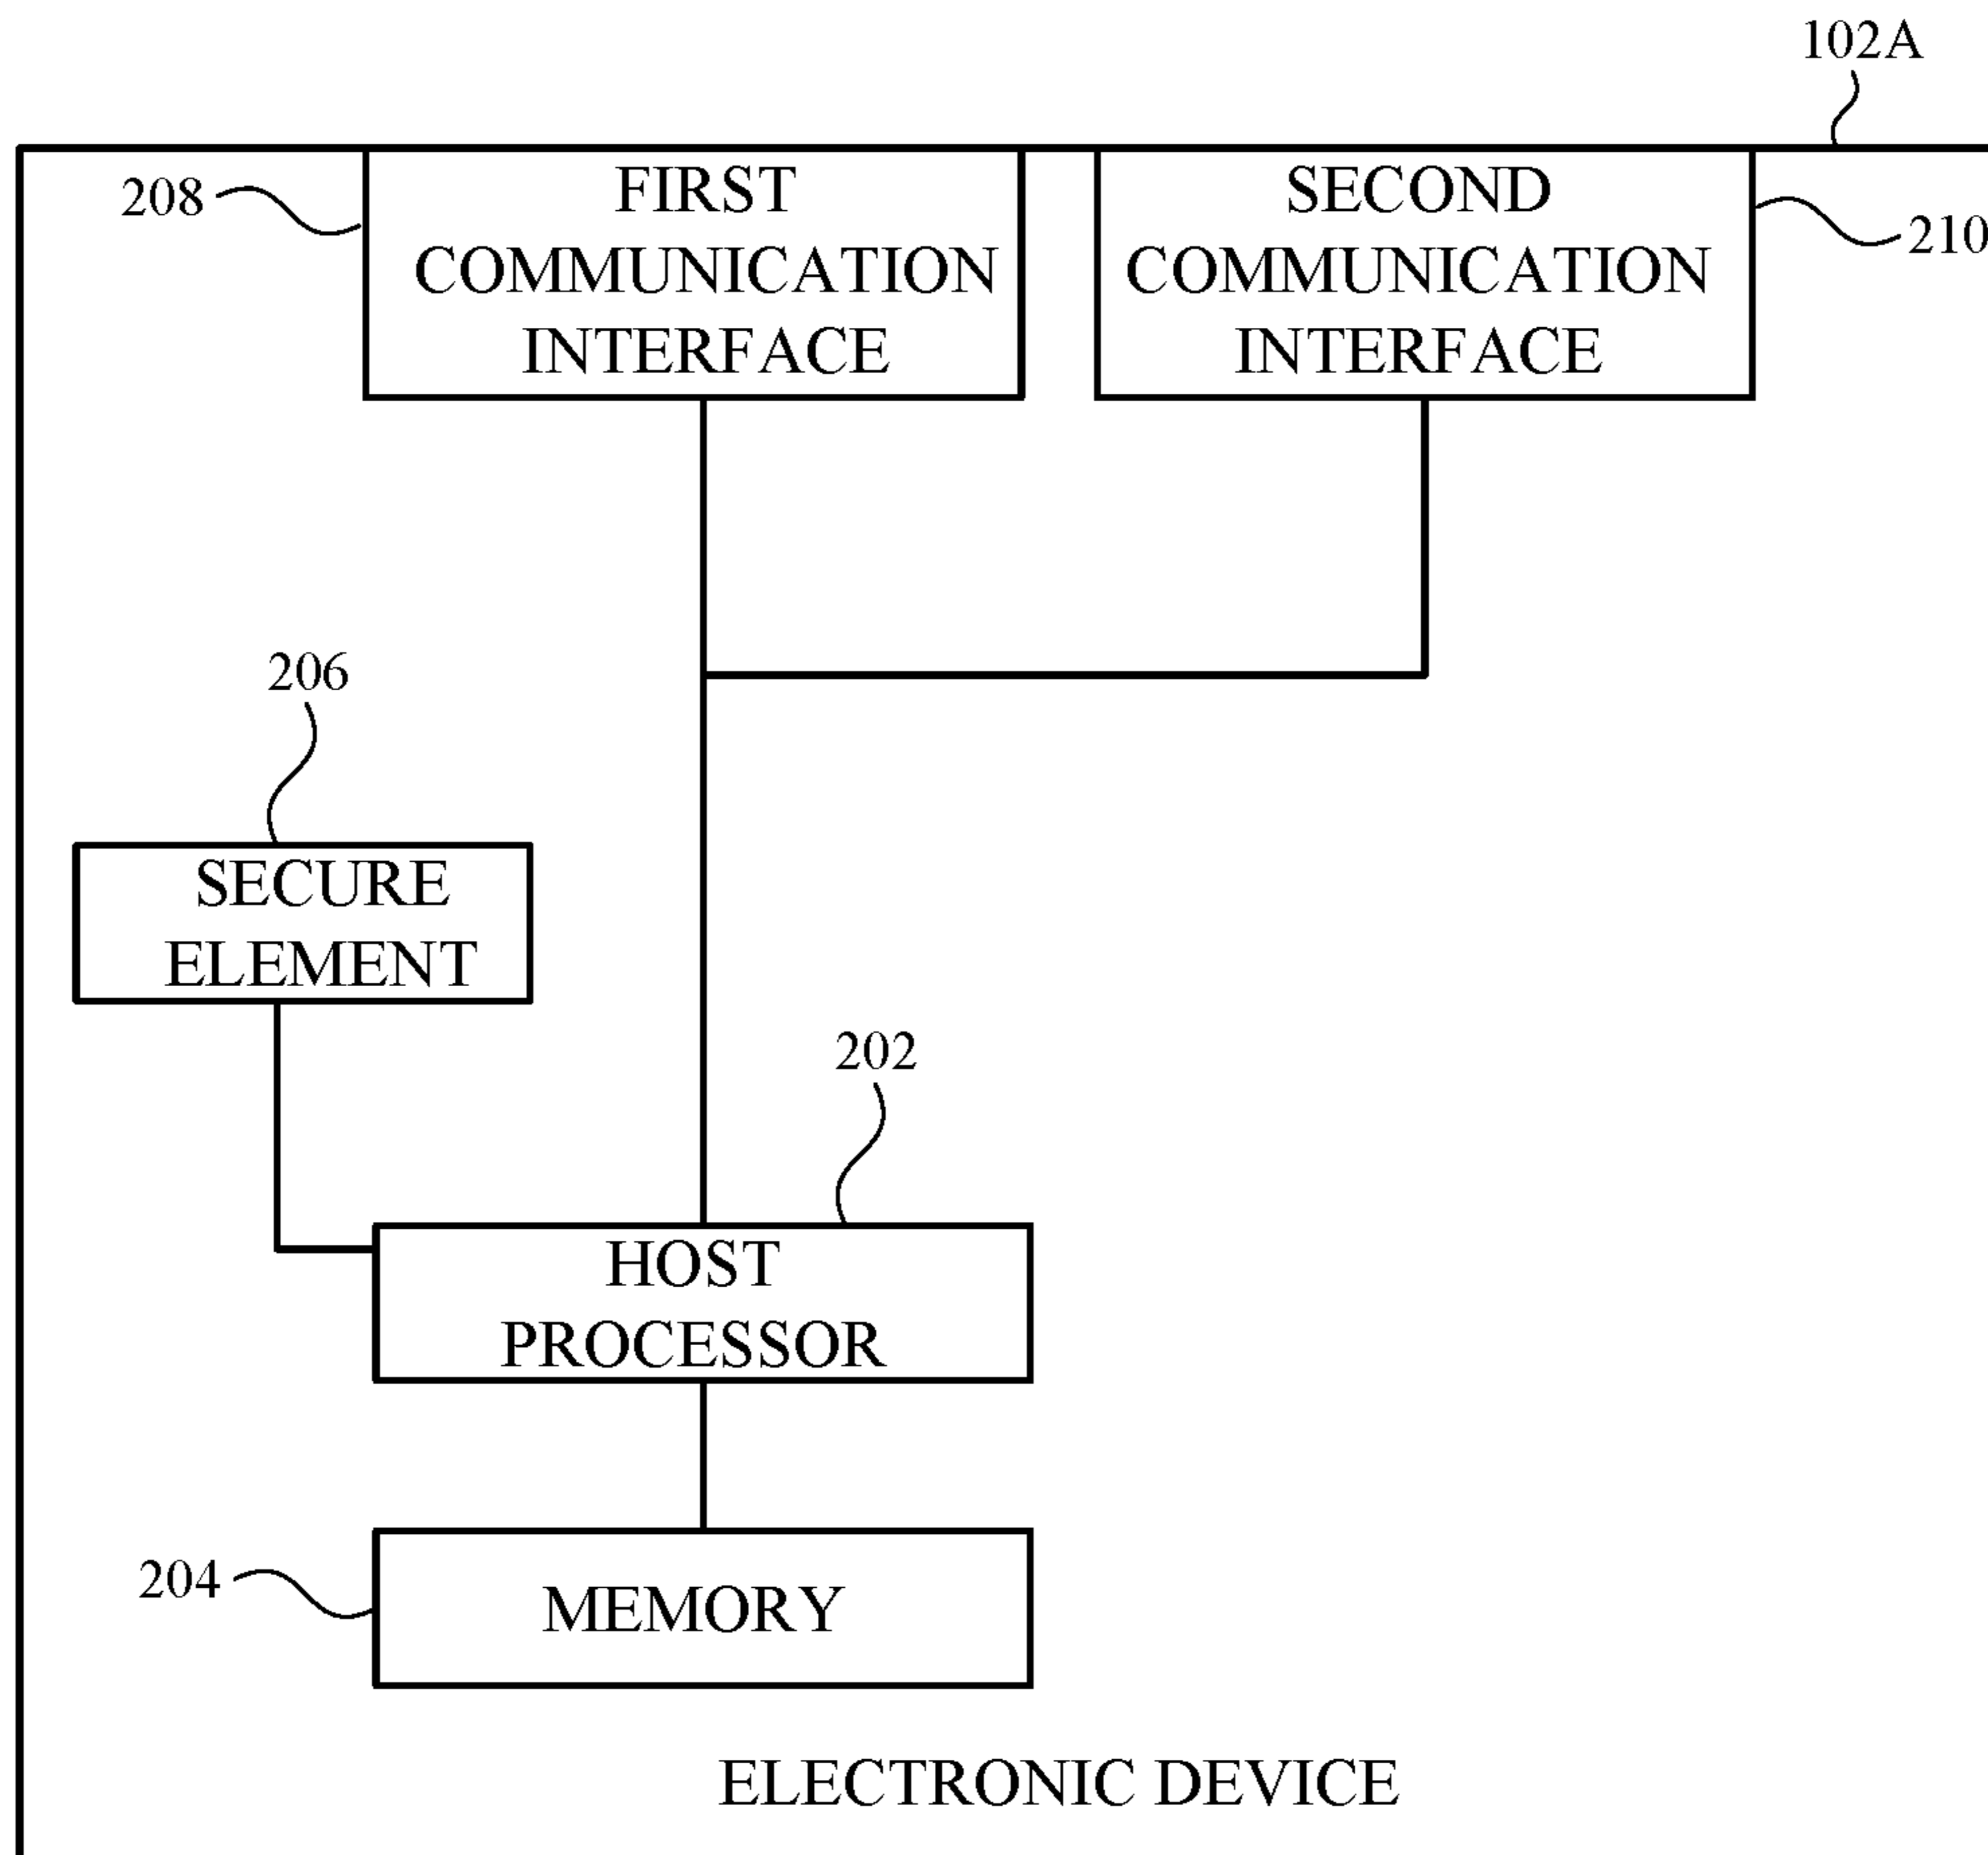 102A
208
FIRST
COMMUNICATION
INTERFACE
SECOND
COMMUNICATION
INTERFACE
210
206
SECURE
ELEMENT
202
HOST
PROCESSOR
204
MEMORY
ELECTRONIC DEVICE